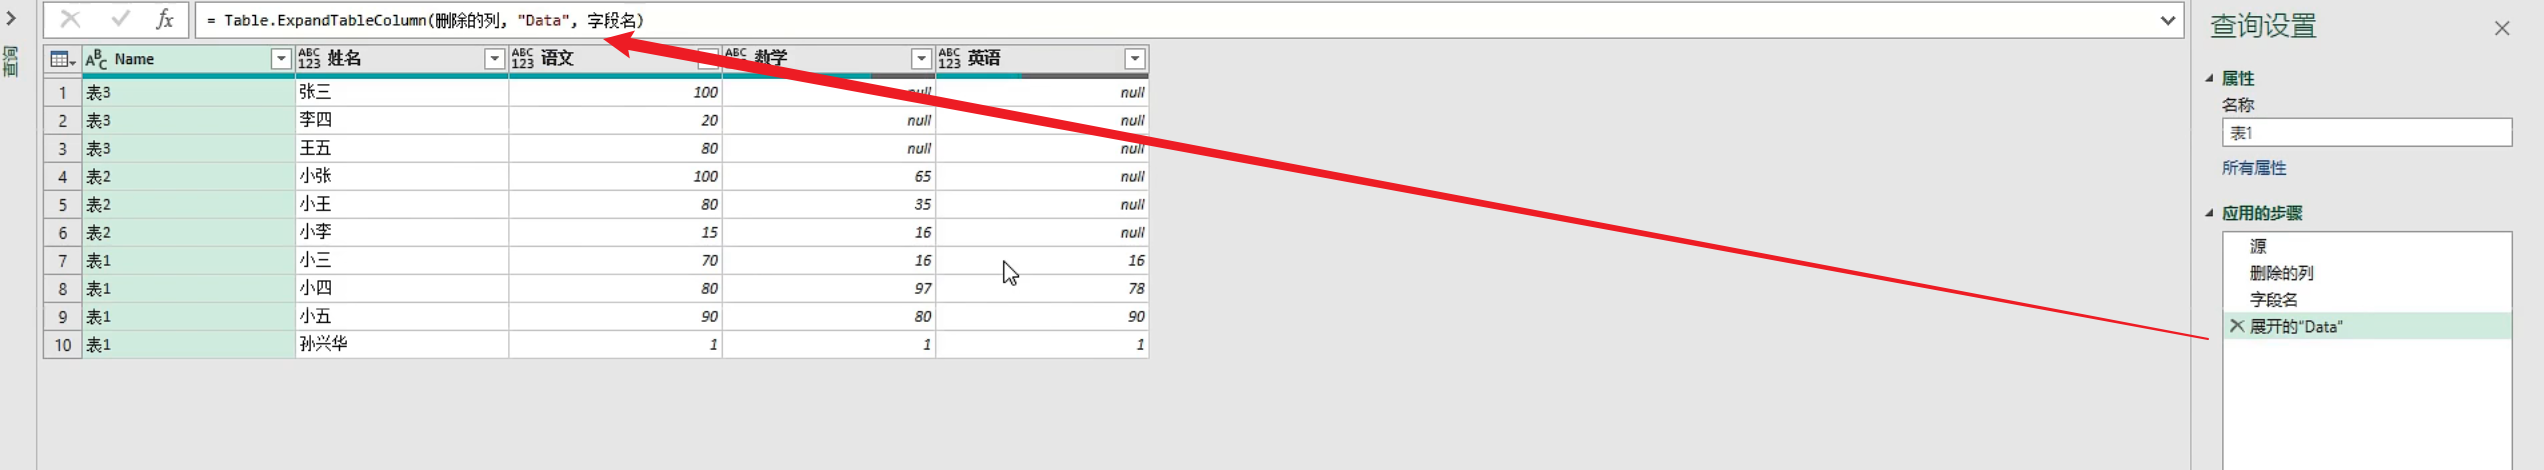 = Table.ExpandTableColumn(删除的列, "Data", 字段名)
查询
Name 姓名 语文 数学 英语
1 表3 张三 100 null null
2 表3 李四 20 null null
3 表3 王五 80 null null
4 表2 小张 100 65 null
5 表2 小王 80 35 null
6 表2 小李 15 16 null
7 表1 小三 70 16 16
8 表1 小四 80 97 78
9 表1 小五 90 80 90
10 表1 孙兴华 1 1 1
查询设置
属性
名称
表1
所有属性
应用的步骤
源
删除的列
字段名
展开的"Data"